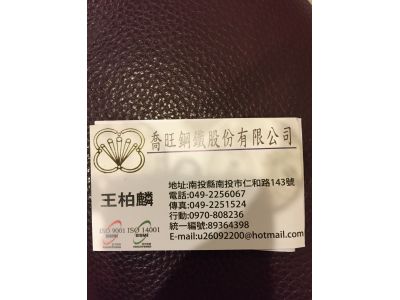 喬旺鋼鐵股份有限公司
王柏麟
地址:南投縣南投市仁和路143號
電話:049-2256067
傳真:049-2251524
行動:0970-808236
統一編號:89364398
E-mail:u26092200@hotmail.com
ISO 9001 ISO 14001